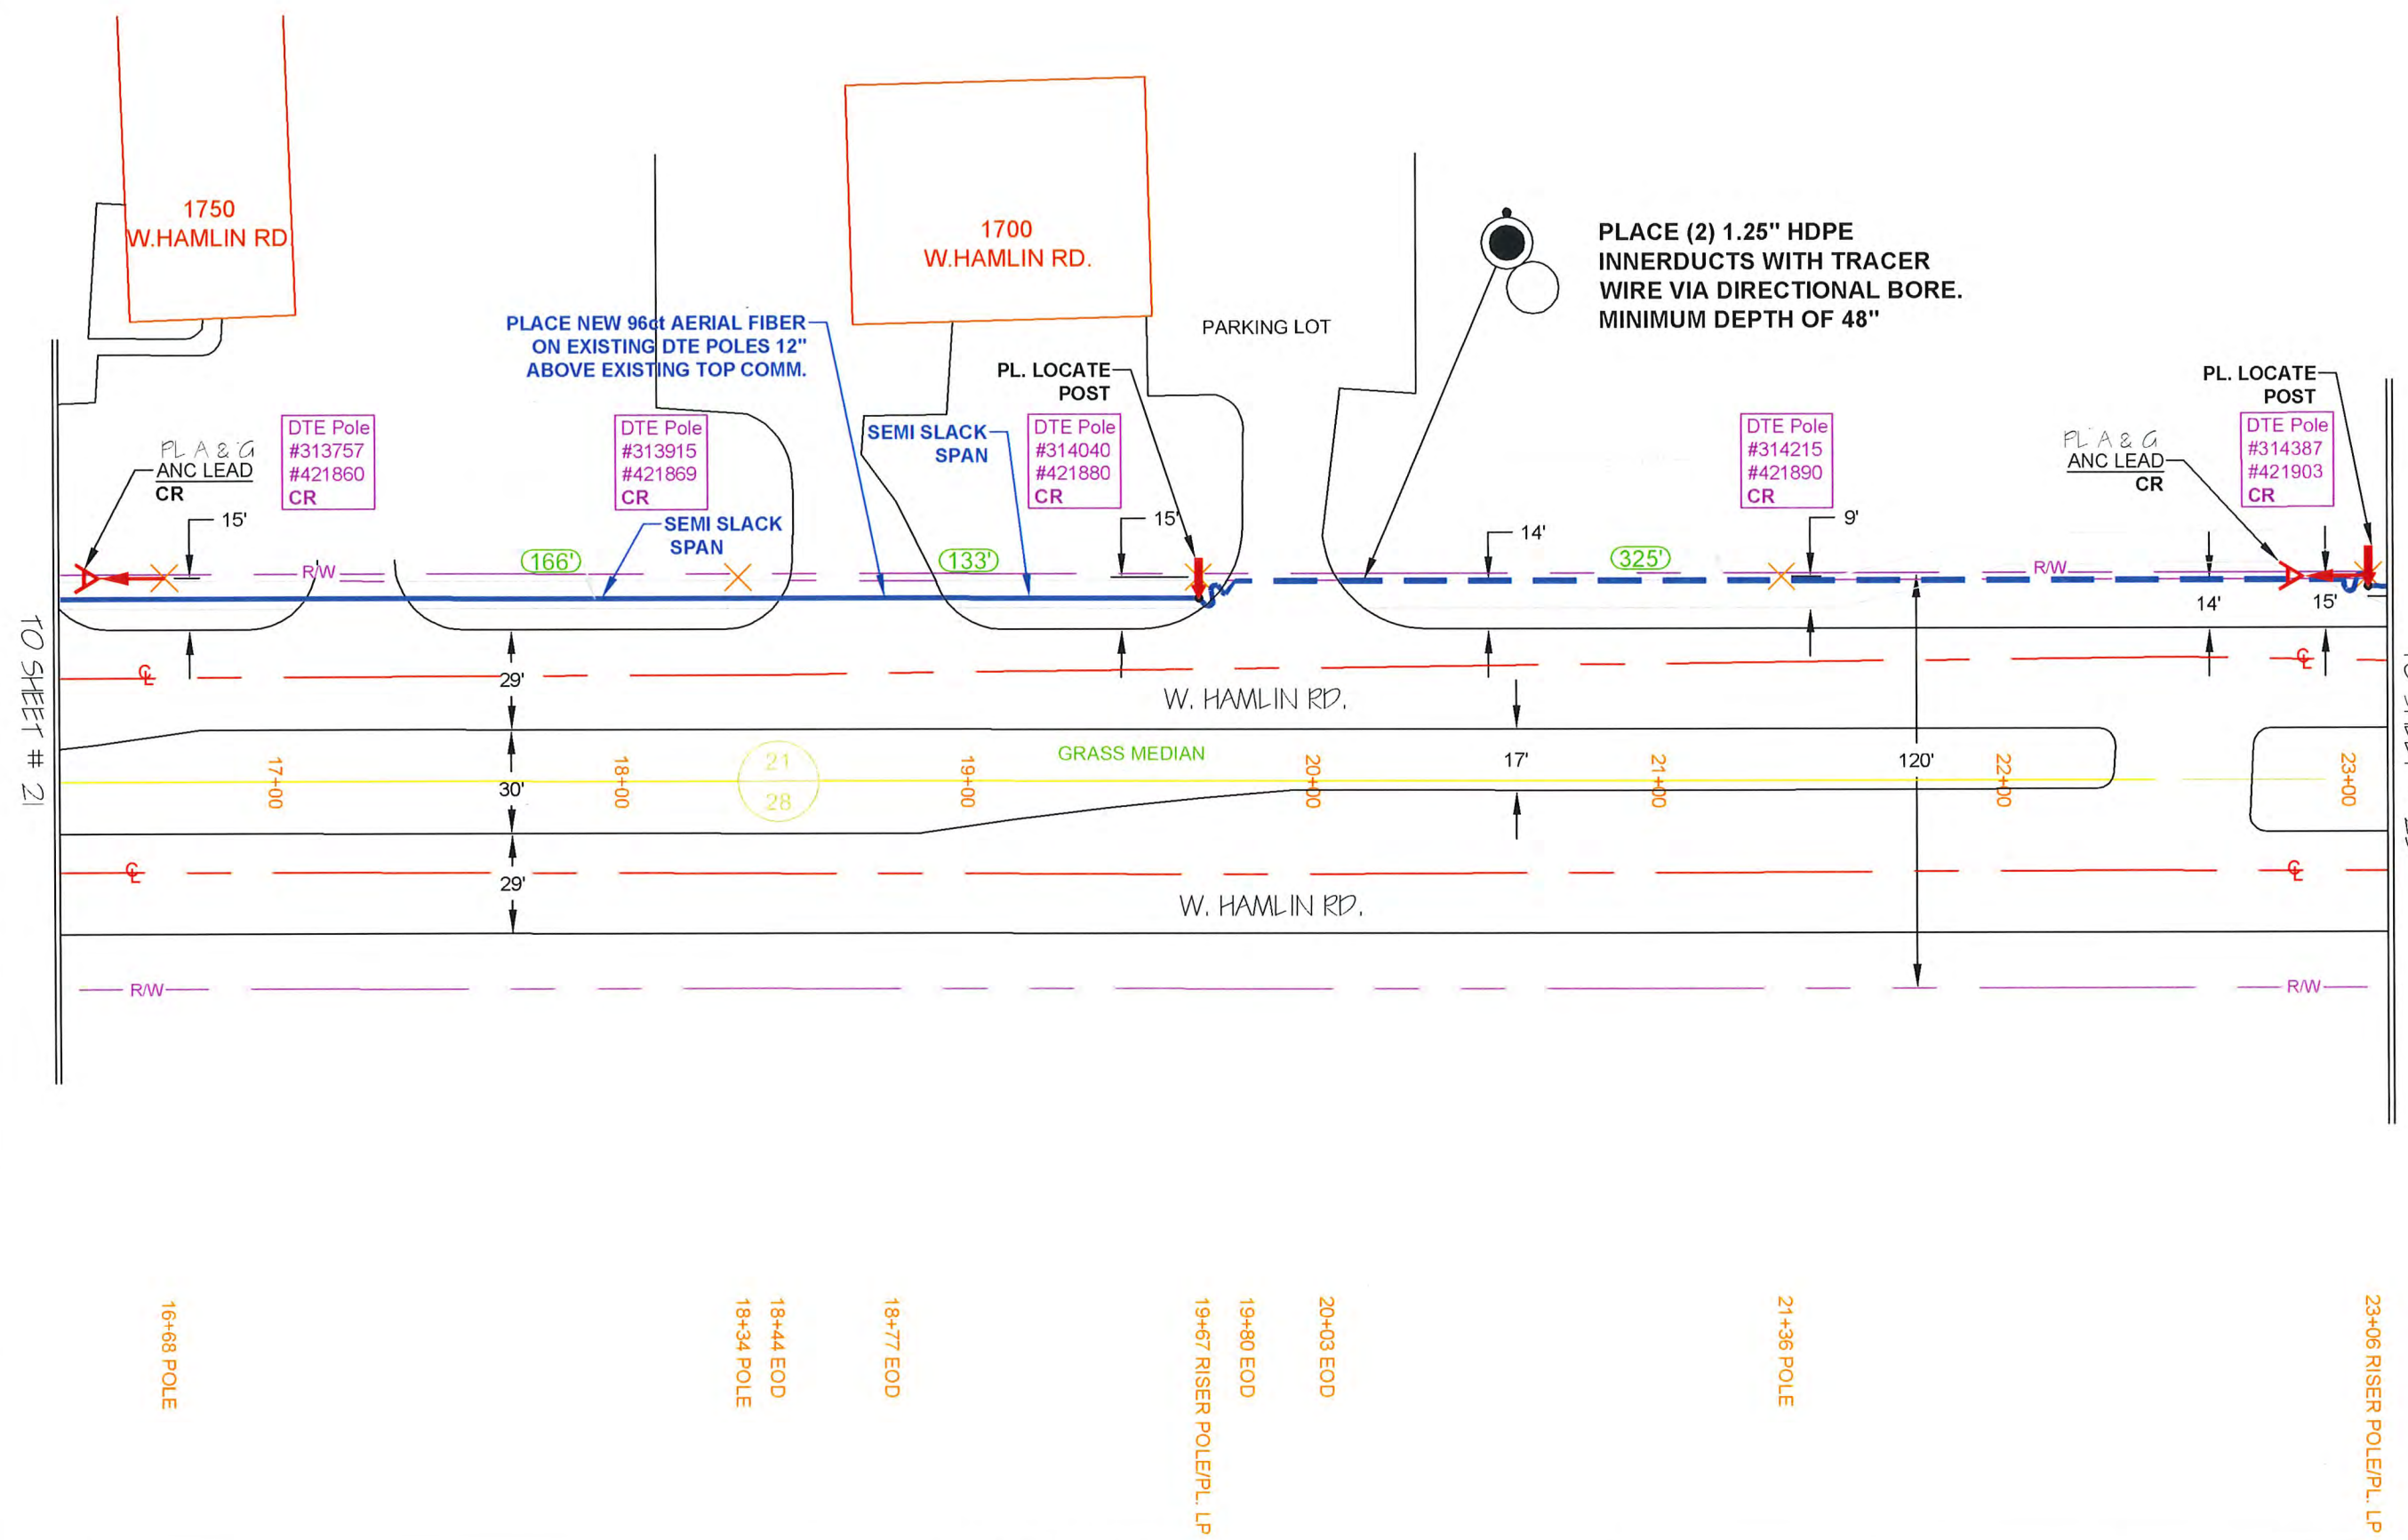 1750
W.HAMLIN RD
1700
W.HAMLIN RD.
PLACE (2) 1.25" HDPE
INNERDUCTS WITH TRACER
WIRE VIA DIRECTIONAL BORE.
MINIMUM DEPTH OF 48"
PLACE NEW 96ct AERIAL FIBER
ON EXISTING DTE POLES 12"
ABOVE EXISTING TOP COMM.
PARKING LOT
PL. LOCATE
POST
PL. LOCATE
POST
PL A & G
ANC LEAD
CR
DTE Pole
#313757
#421860
CR
DTE Pole
#313915
#421869
CR
SEMI SLACK
SPAN
DTE Pole
#314040
#421880
CR
DTE Pole
#314215
#421890
CR
PL A & G
ANC LEAD
CR
DTE Pole
#314387
#421903
CR
15'
SEMI SLACK
SPAN
15'
14'
9'
R/W
166'
133'
325'
R/W
14'
15'
TO SHEET # 21
CL
29'
W. HAMLIN RD.
CL
GRASS MEDIAN
17+00
30'
18+00
21
28
19+00
20+00
17'
21+00
120'
22+00
23+00
CL
29'
W. HAMLIN RD.
CL
R/W
R/W
16+68 POLE
18+34 POLE
18+44 EOD
18+77 EOD
19+67 RISER POLE/PL. LP
19+80 EOD
20+03 EOD
21+36 POLE
23+06 RISER POLE/PL. LP